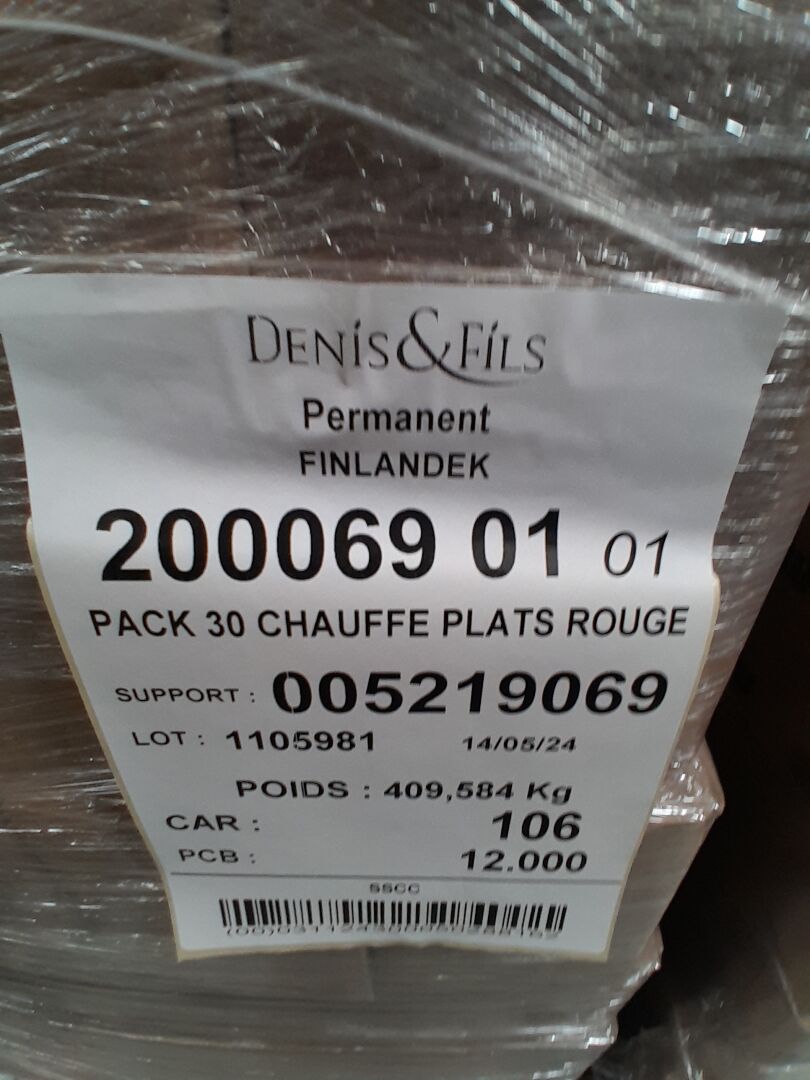 DENIS&FILS
Permanent
FINLANDEK
200069 01 01
PACK 30 CHAUFFE PLATS ROUGE
SUPPORT : 005219069
LOT : 1105981 14/05/24
POIDS : 409,584 Kg
CAR : 106
PCB : 12.000
SSCC